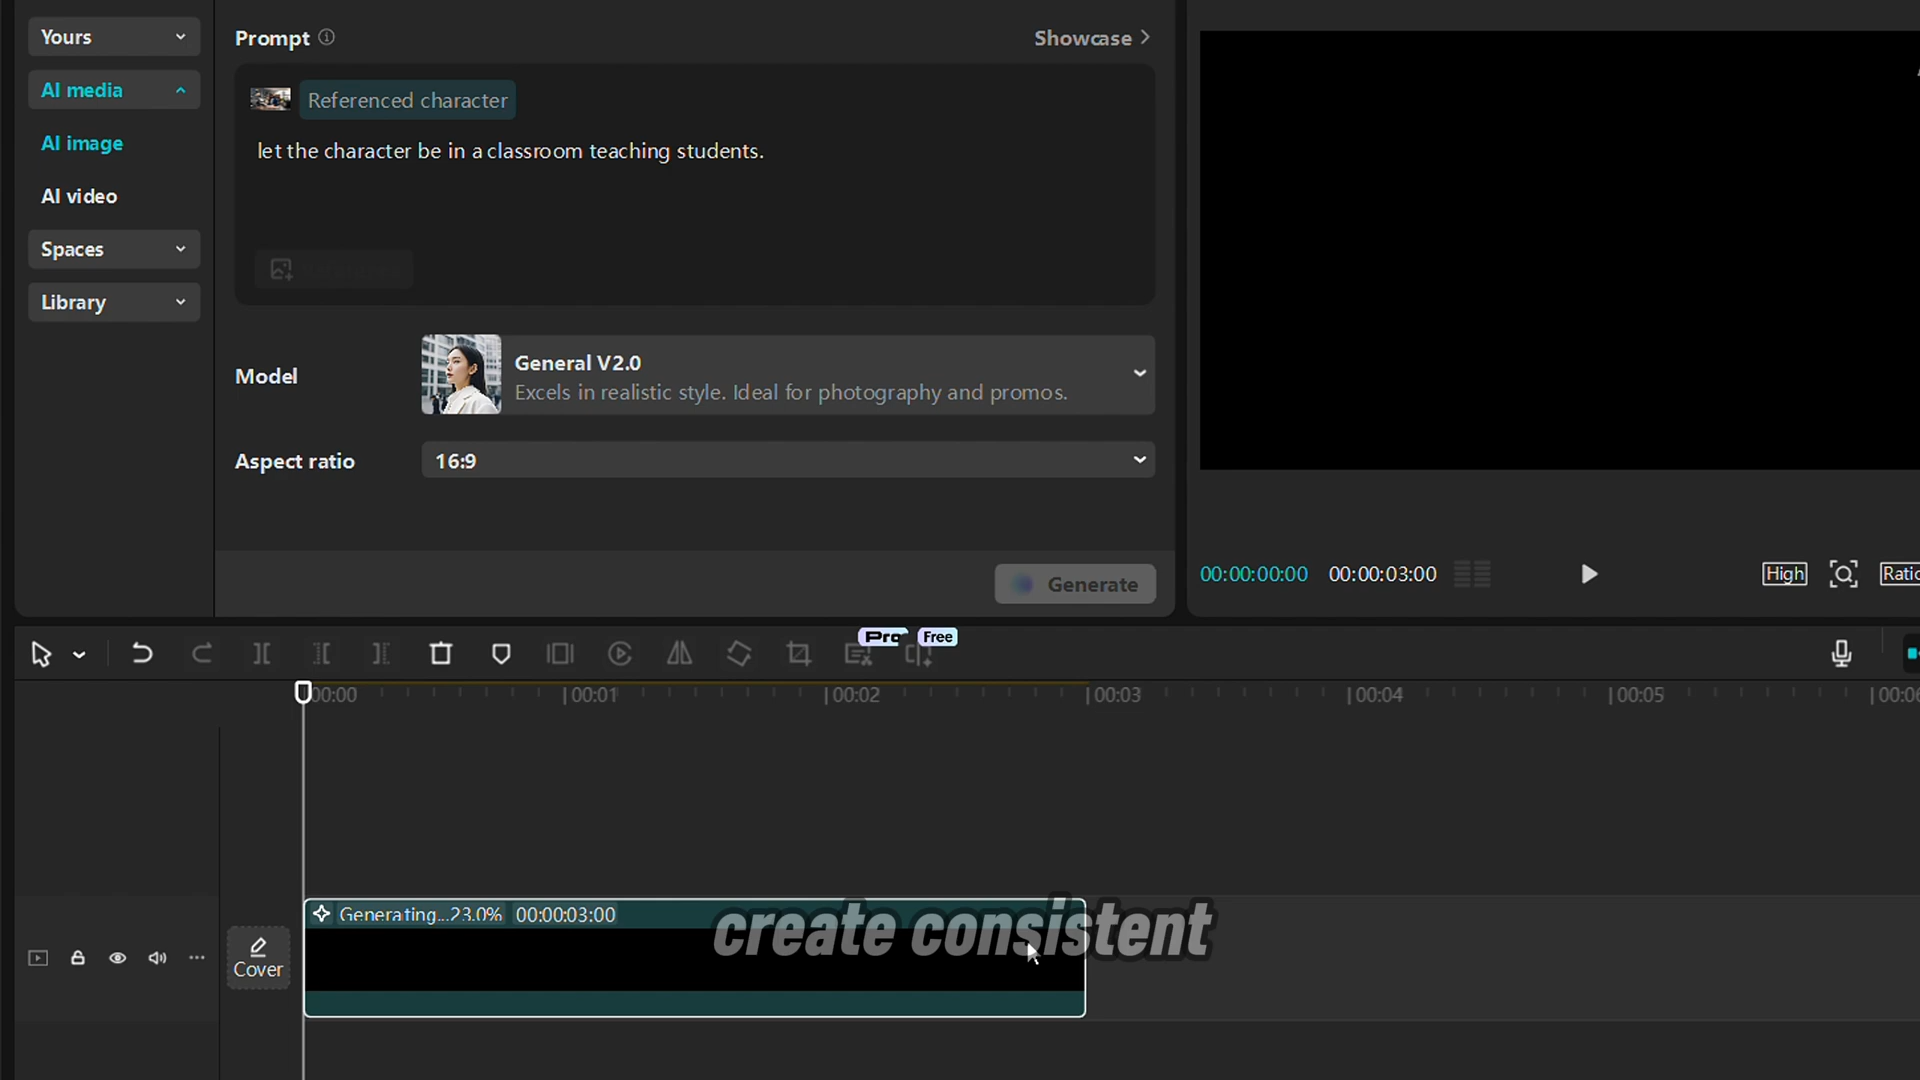 Yours
AI media
AI image
AI video
Spaces
Library
Prompt
Showcase
Referenced character
let the character be in a classroom teaching students.
Model
General V2.0
Excels in realistic style. Ideal for photography and promos.
Aspect ratio
16:9
Generate
00:00:00:00 00:00:03:00
High
Ratio
Pro
Free
00:00 00:01 00:02 00:03 00:04 00:05
Cover
Generating...23.0% 00:00:03:00
create consistent